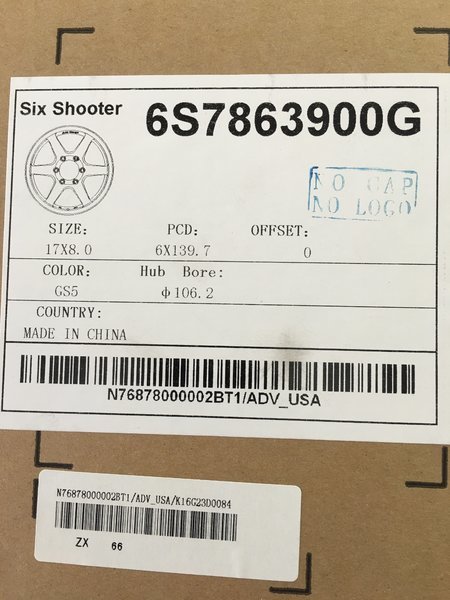 Six Shooter 6S7863900G
NO CAP
NO LOGO
SIZE: PCD: OFFSET:
17X8.0 6X139.7 0
COLOR: Hub Bore:
GS5 φ106.2
COUNTRY:
MADE IN CHINA
N76878000002BT1/ADV_USA
N76878000002BT1/ADV_USA/K16G23D0084
ZX 66